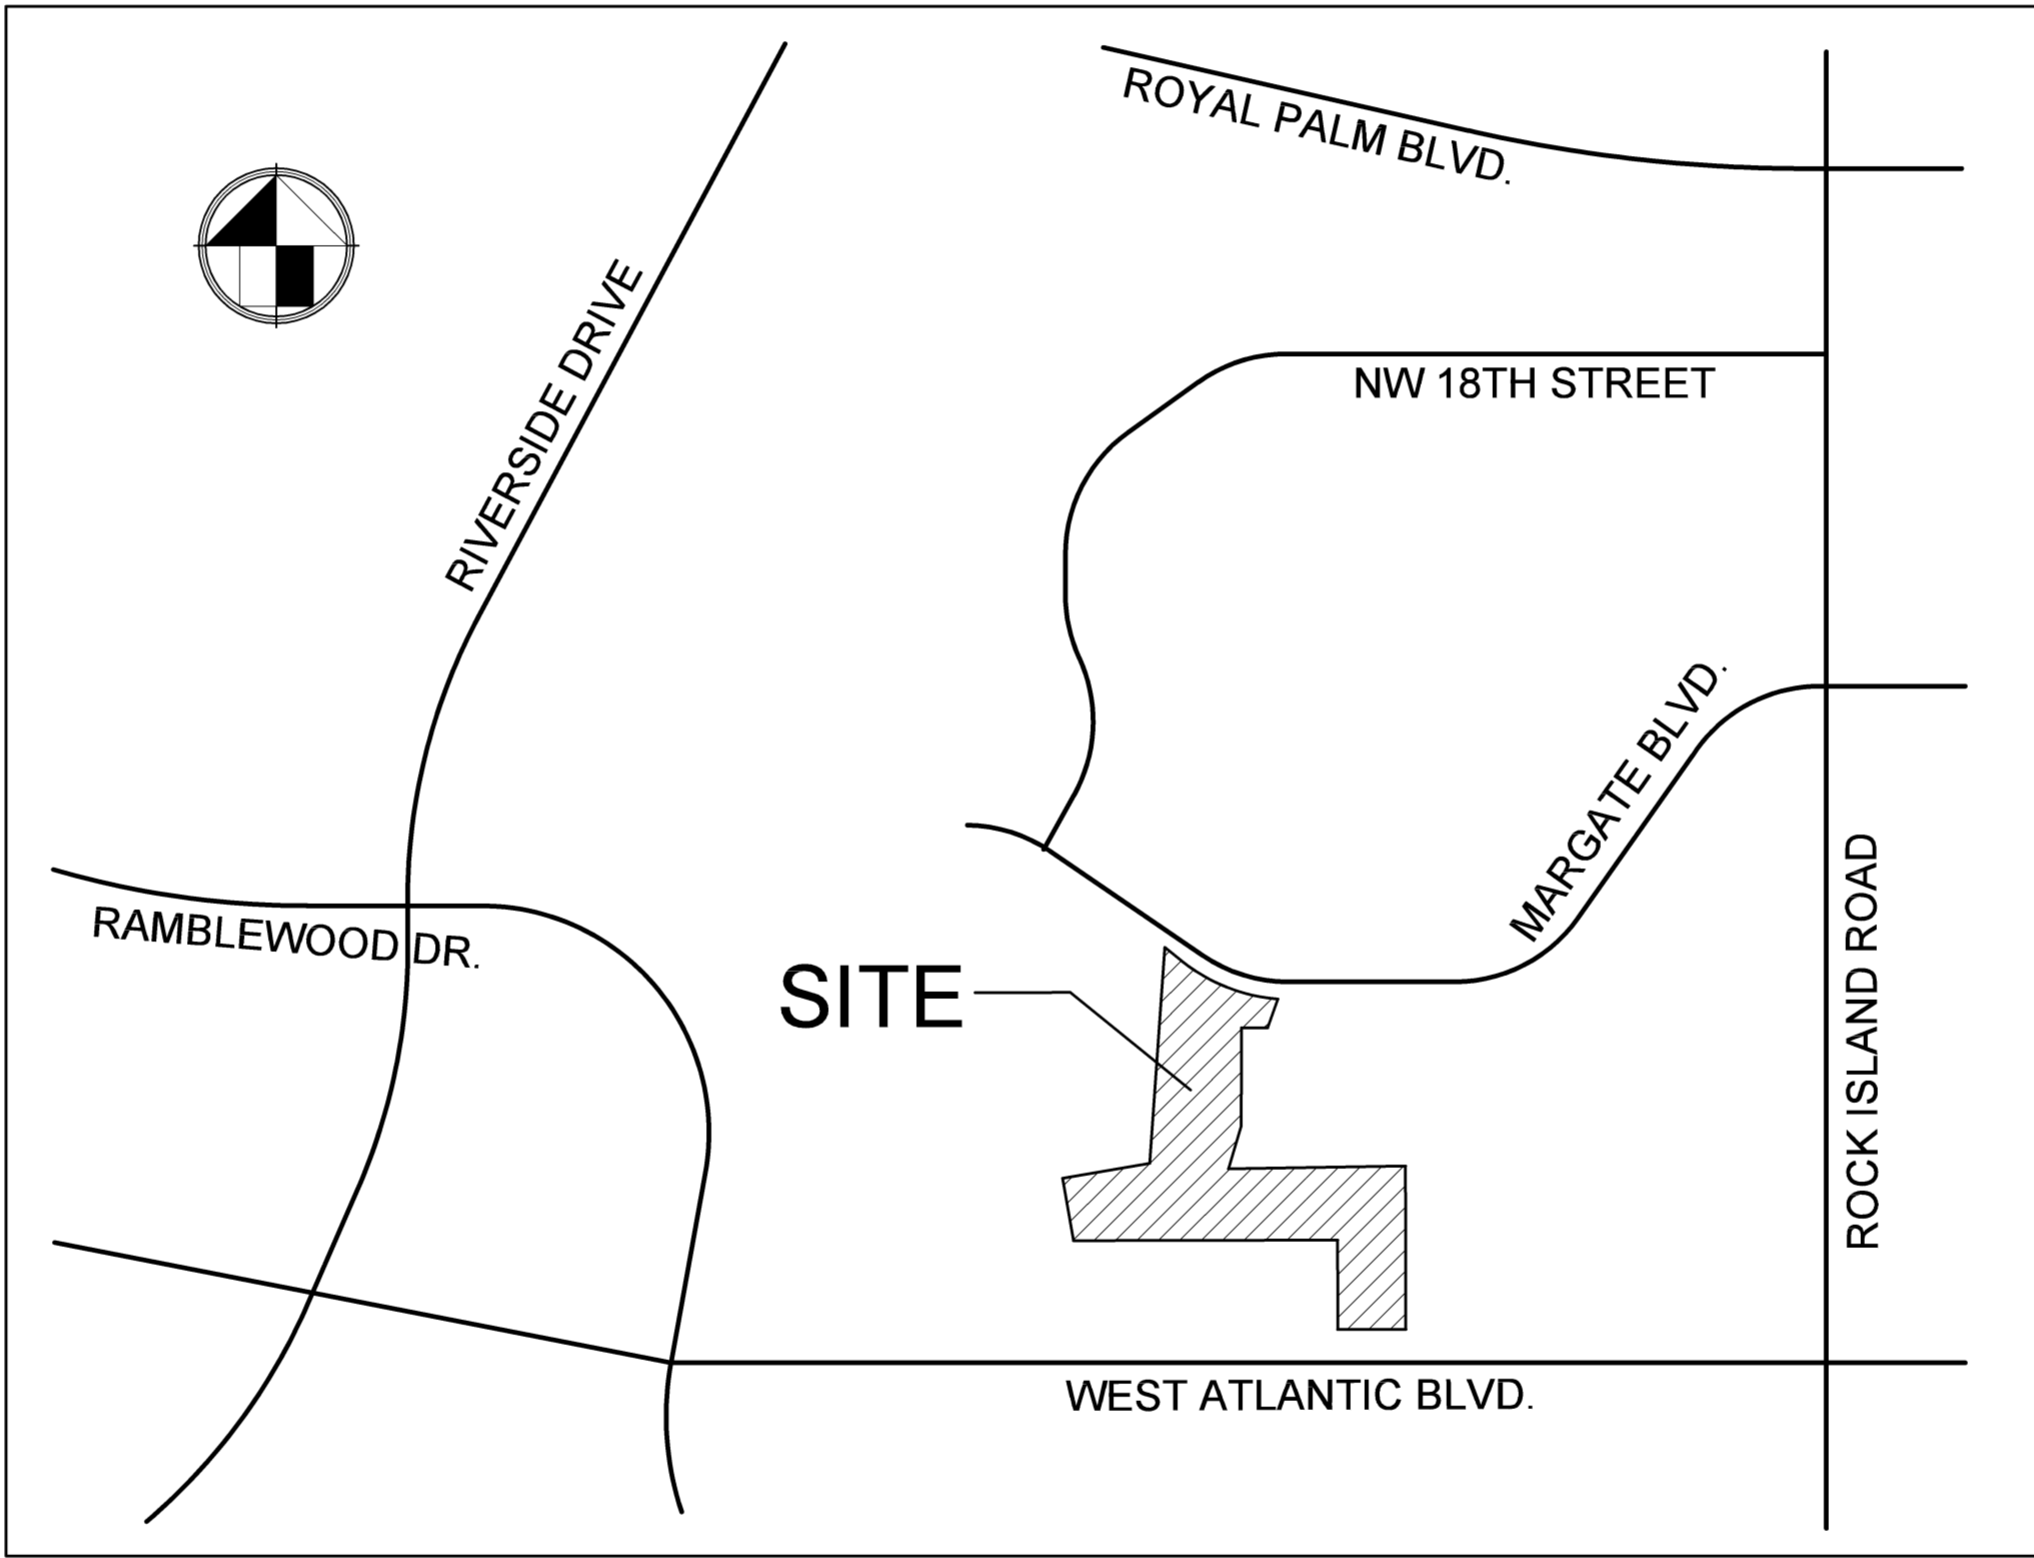 ROYAL PALM BLVD.
RIVERSIDE DRIVE
NW 18TH STREET
MARGATE BLVD.
ROCK ISLAND ROAD
RAMBLEWOOD DR.
SITE
WEST ATLANTIC BLVD.